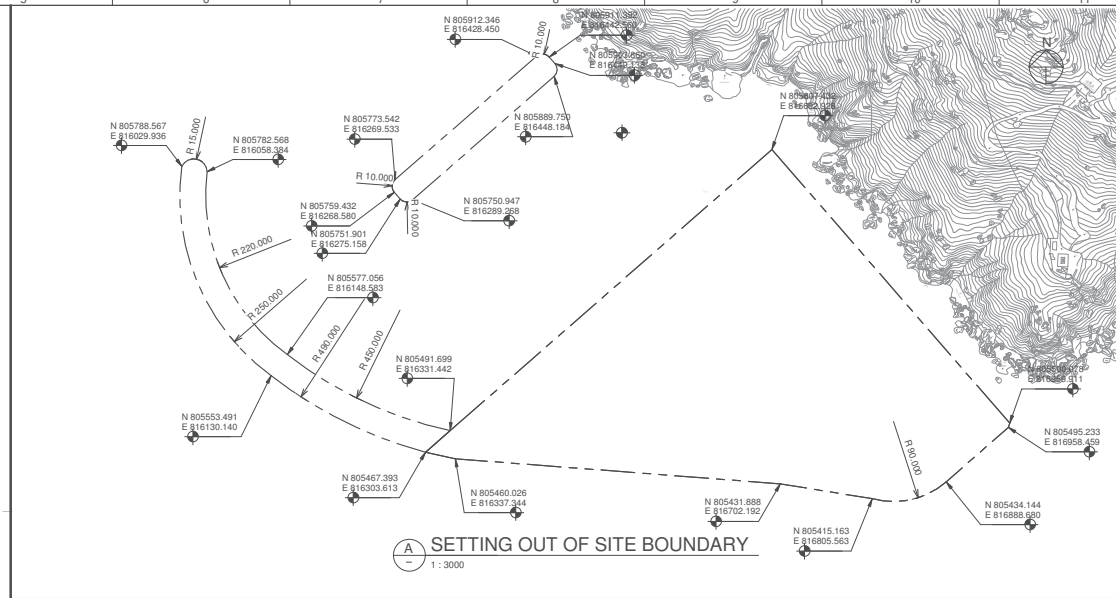 N 805912.346
E 816428.450
R 10.000
N 805911.392
N
N 805773.542
E 816269.533
N 805889.750
E 816448.184
N 805788.567
E 816029.936
R 15.000
N 805782.568
E 816058.384
R 10.000
N 805759.432
E 816268.580
R 10.000
N 805750.947
E 816289.268
N 805751.901
E 816275.158
R 220.000
N 805577.056
E 816148.583
R 250.000
R 490.000
R 450.000
N 805491.699
E 816331.442
N 805553.491
E 816130.140
N 805495.233
E 816958.459
R 90.000
N 805467.393
E 816303.613
N 805460.026
E 816337.344
N 805431.888
E 816702.192
N 805434.144
E 816888.680
N 805415.163
E 816805.563
A
SETTING OUT OF SITE BOUNDARY
1 : 3000